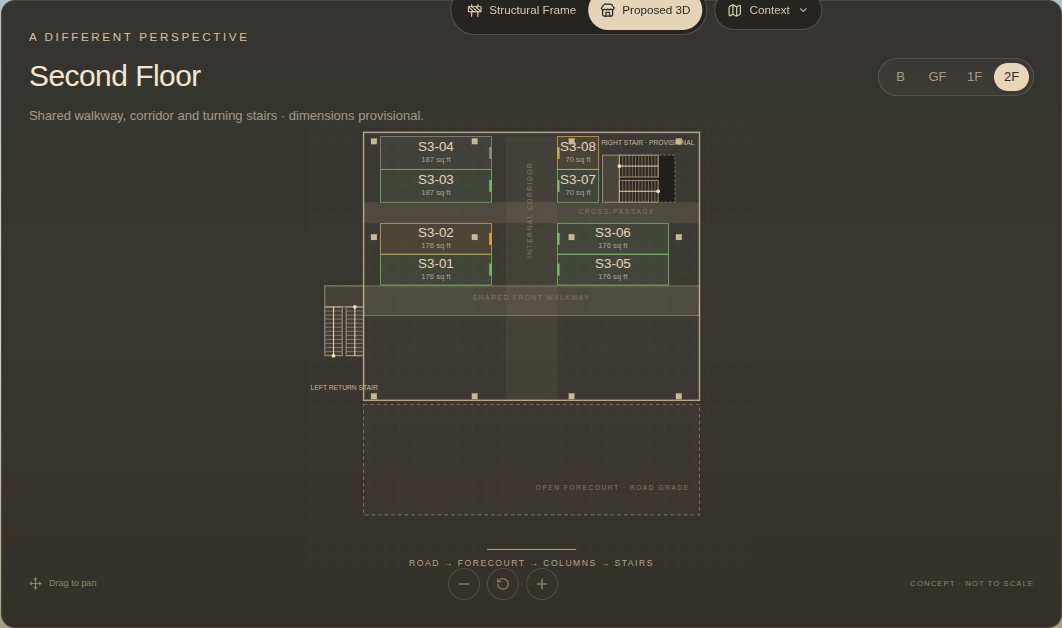 Structural Frame
Proposed 3D
Context
A DIFFERENT PERSPECTIVE
Second Floor
B GF 1F 2F
Shared walkway, corridor and turning stairs · dimensions provisional.
S3-04
187 sq ft
S3-08
70 sq ft
RIGHT STAIR · PROVISIONAL
S3-03
187 sq ft
S3-07
70 sq ft
INTERNAL CORRIDOR
CROSS-PASSAGE
S3-02
176 sq ft
S3-06
176 sq ft
S3-01
176 sq ft
S3-05
176 sq ft
SHARED FRONT WALKWAY
LEFT RETURN STAIR
OPEN FORECOURT · ROAD GRADE
ROAD → FORECOURT → COLUMNS → STAIRS
Drag to pan
CONCEPT · NOT TO SCALE